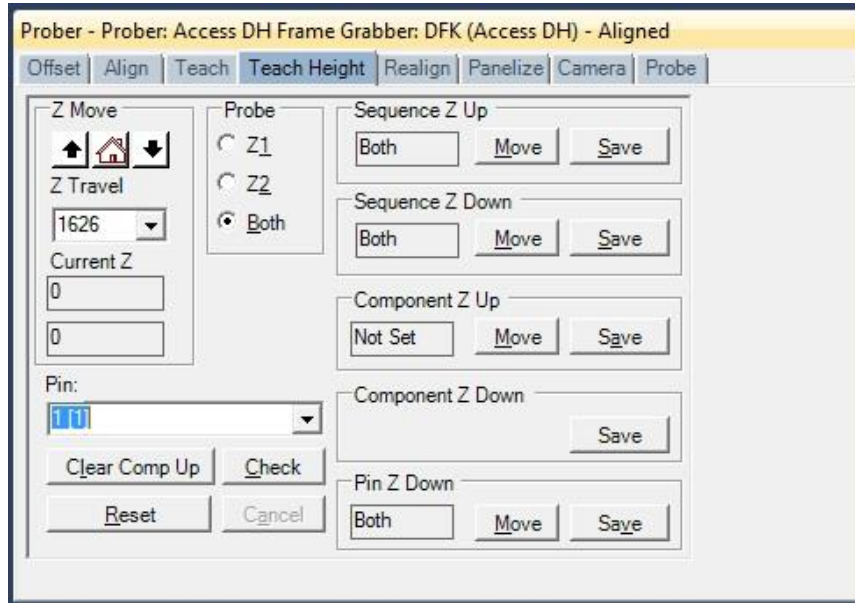 Prober - Prober: Access DH Frame Grabber: DFK (Access DH) - Aligned
Offset Align Teach Teach Height Realign Panelize Camera Probe
Z Move
Z Travel
1626
Current Z
0
0
Probe
Z1
Z2
Both
Pin:
1 [1]
Clear Comp Up Check
Reset Cancel
Sequence Z Up
Both Move Save
Sequence Z Down
Both Move Save
Component Z Up
Not Set Move Save
Component Z Down
Save
Pin Z Down
Both Move Save